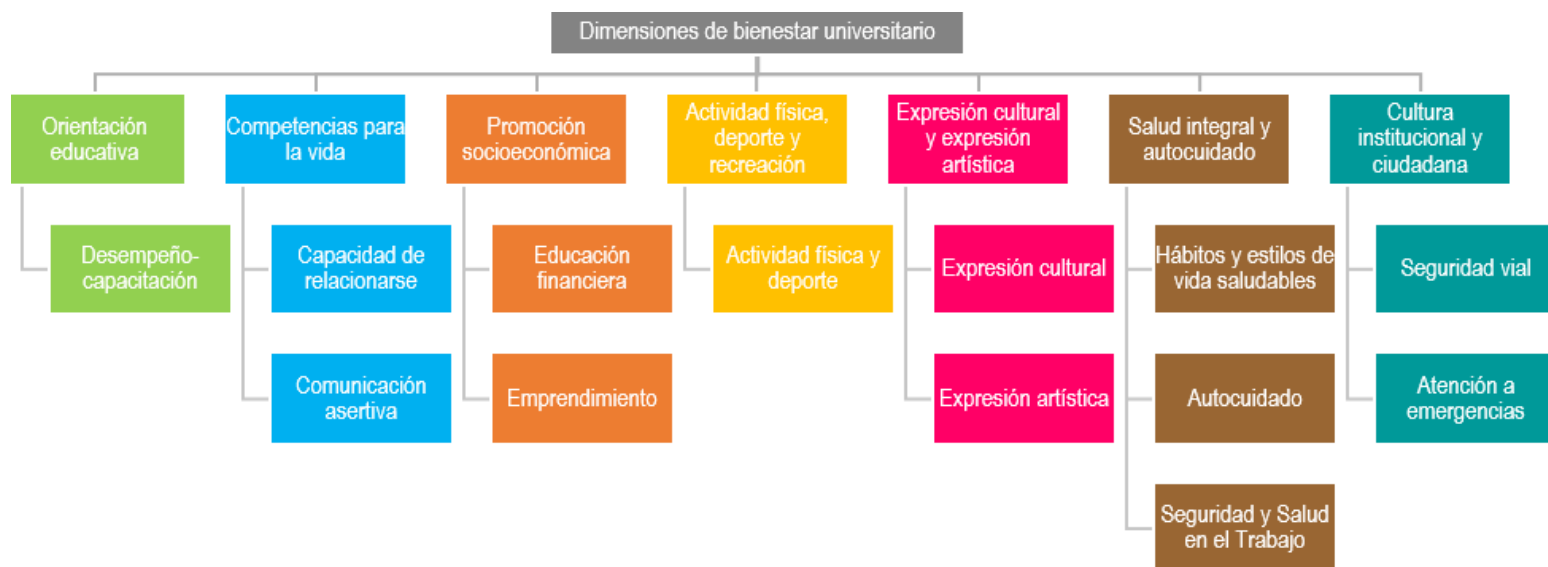 Dimensiones de bienestar universitario
Orientación
educativa
Competencias para
la vida
Promoción
socioeconómica
Actividad física,
deporte y
recreación
Expresión cultural
y expresión
artística
Salud integral y
autocuidado
Cultura
institucional y
ciudadana
Desempeño-
capacitación
Capacidad de
relacionarse
Educación
financiera
Actividad física y
deporte
Expresión cultural
Hábitos y estilos de
vida saludables
Seguridad vial
Comunicación
asertiva
Emprendimiento
Expresión artística
Autocuidado
Atención a
emergencias
Seguridad y Salud
en el Trabajo